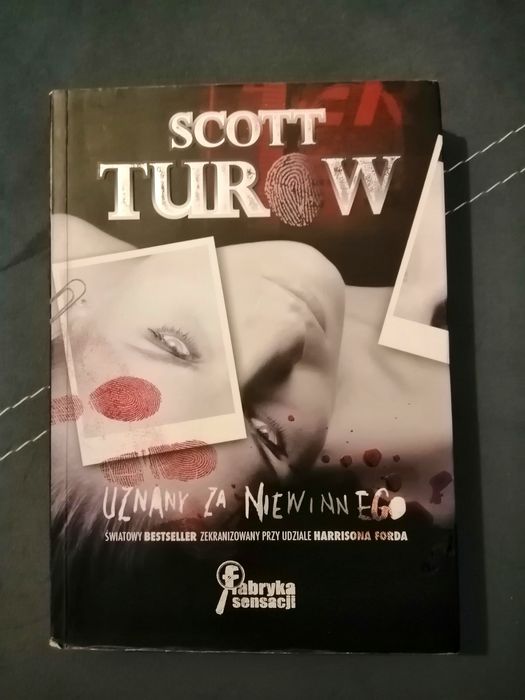 SCOTT
TUROW
UZNANY ZA NIEWINNEGO
ŚWIATOWY BESTSELLER ZEKRANIZOWANY PRZY UDZIALE HARRISONA FORDA
fabryka
sensacji